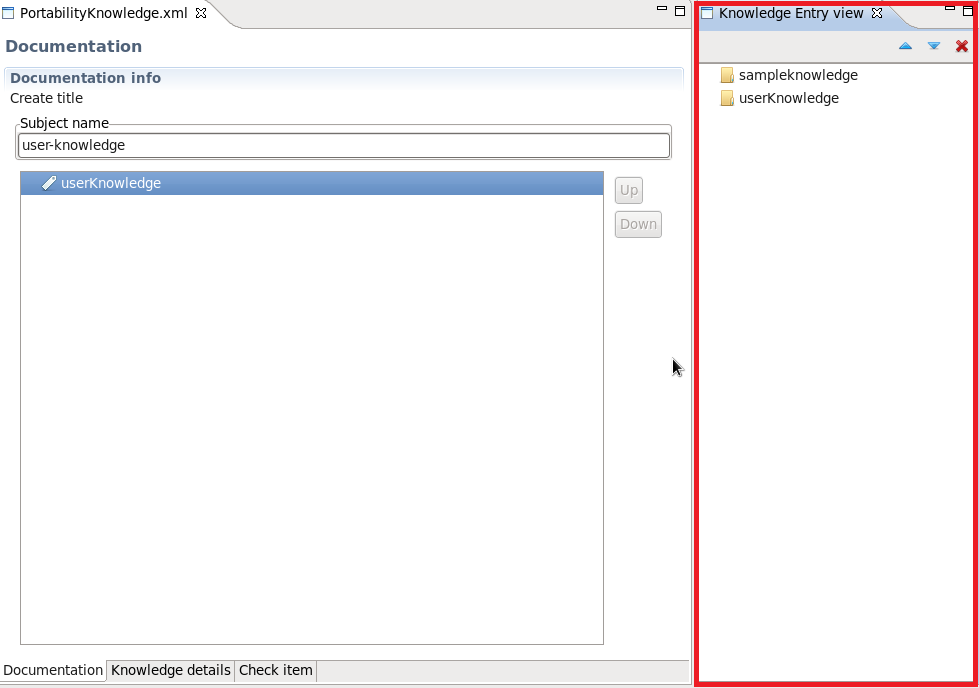 PortabilityKnowledge.xml
Documentation
Documentation info
Create title
Subject name
user-knowledge
userKnowledge
Up
Down
Documentation
Knowledge details
Check item
Knowledge Entry view
sampleknowledge
userKnowledge